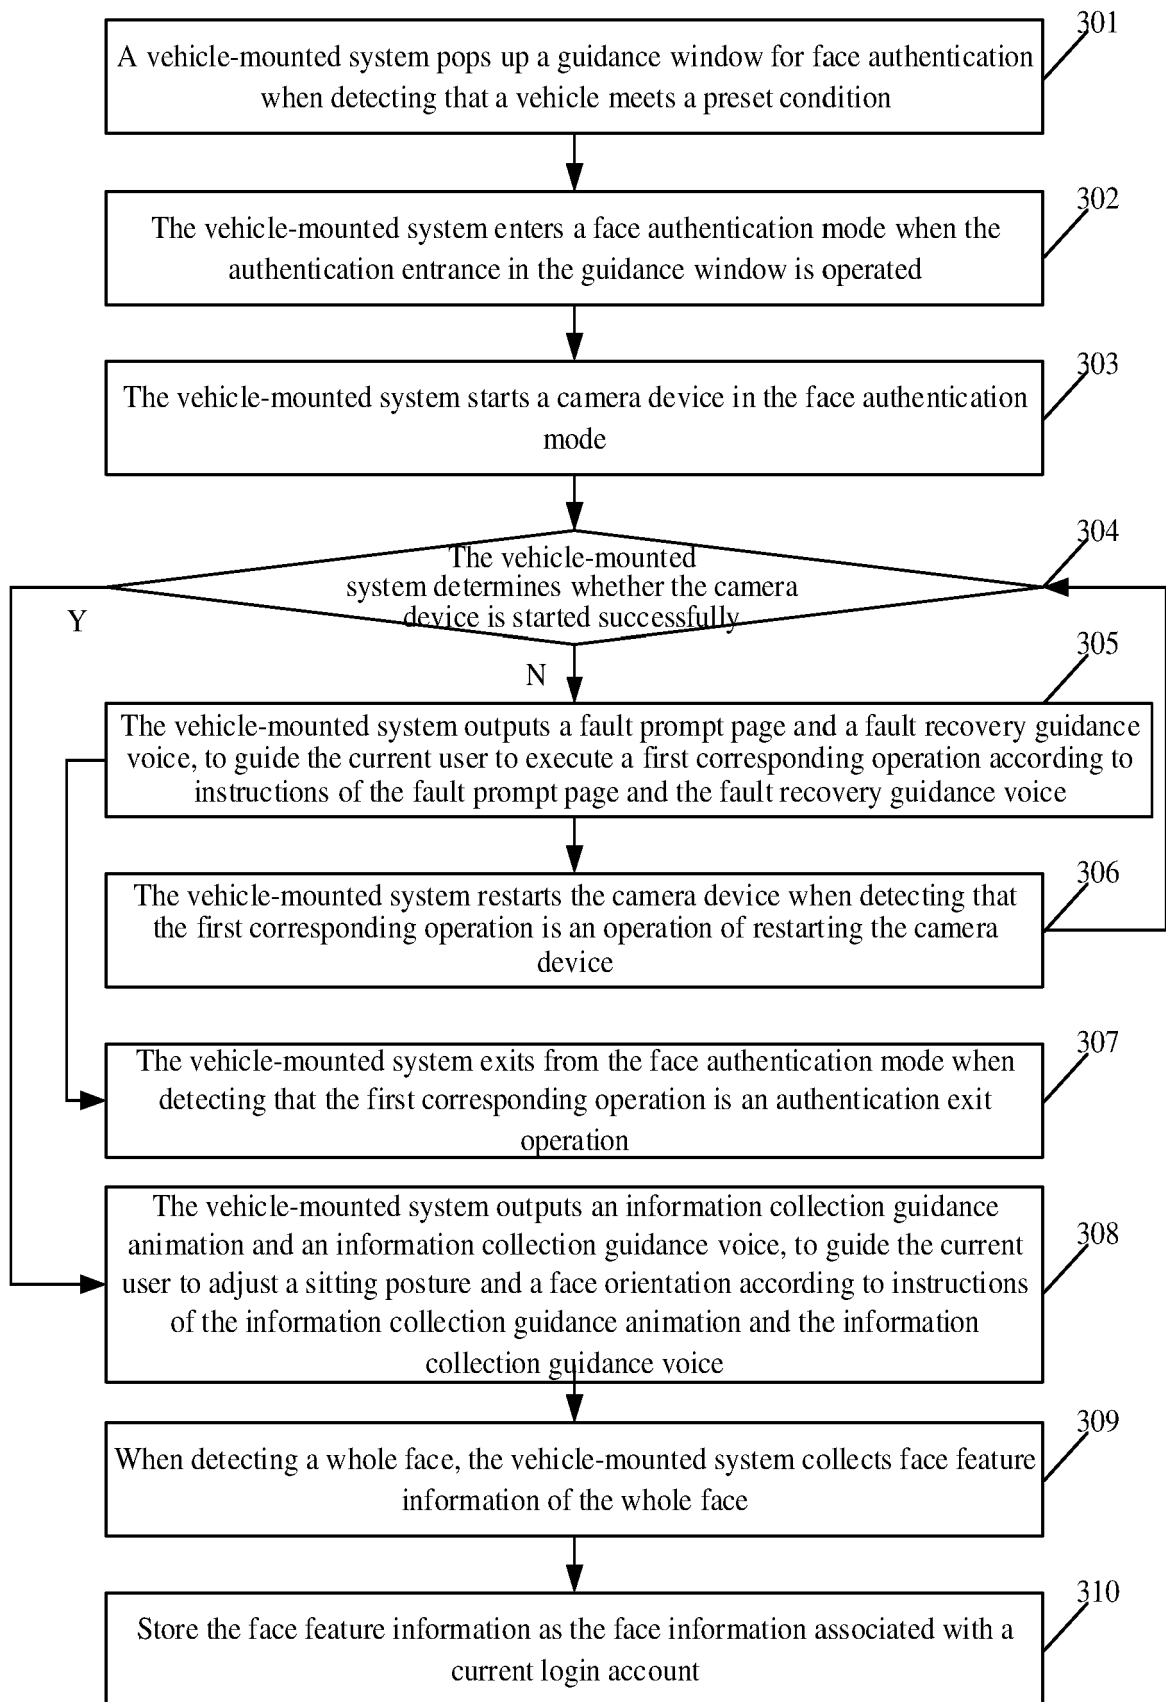 301
A vehicle-mounted system pops up a guidance window for face authentication
when detecting that a vehicle meets a preset condition
302
The vehicle-mounted system enters a face authentication mode when the
authentication entrance in the guidance window is operated
303
The vehicle-mounted system starts a camera device in the face authentication
mode
304
The vehicle-mounted
system determines whether the camera
device is started successfully
Y
N
305
The vehicle-mounted system outputs a fault prompt page and a fault recovery guidance
voice, to guide the current user to execute a first corresponding operation according to
instructions of the fault prompt page and the fault recovery guidance voice
306
The vehicle-mounted system restarts the camera device when detecting that
the first corresponding operation is an operation of restarting the camera
device
307
The vehicle-mounted system exits from the face authentication mode when
detecting that the first corresponding operation is an authentication exit
operation
308
The vehicle-mounted system outputs an information collection guidance
animation and an information collection guidance voice, to guide the current
user to adjust a sitting posture and a face orientation according to instructions
of the information collection guidance animation and the information
collection guidance voice
309
When detecting a whole face, the vehicle-mounted system collects face feature
information of the whole face
310
Store the face feature information as the face information associated with a
current login account